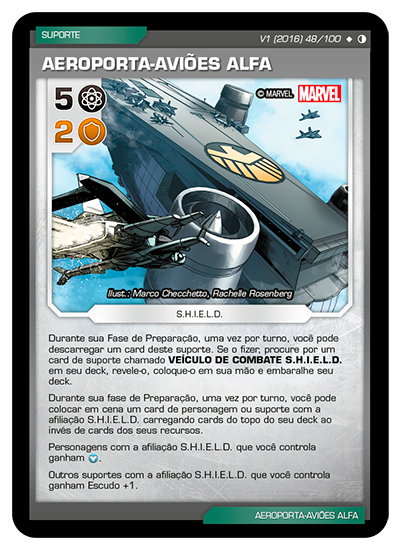 SUPORTE
V1 (2016) 48/100
AEROPORTA-AVIÕES ALFA
5
© MARVEL MARVEL
2
Ilust.: Marco Checchetto, Rachelle Rosenberg
S.H.I.E.L.D.
Durante sua Fase de Preparação, uma vez por turno, você pode
descarregar um card deste suporte. Se o fizer, procure por um
card de suporte chamado VEÍCULO DE COMBATE S.H.I.E.L.D.
em seu deck, revele-o, coloque-o em sua mão e embaralhe seu
deck.
Durante sua fase de Preparação, uma vez por turno, você pode
colocar em cena um card de personagem ou suporte com a
afiliação S.H.I.E.L.D. carregando cards do topo do seu deck ao
invés de cards dos seus recursos.
Personagens com a afiliação S.H.I.E.L.D. que você controla
ganham .
Outros suportes com a afiliação S.H.I.E.L.D. que você controla
ganham Escudo +1.
AEROPORTA-AVIÕES ALFA